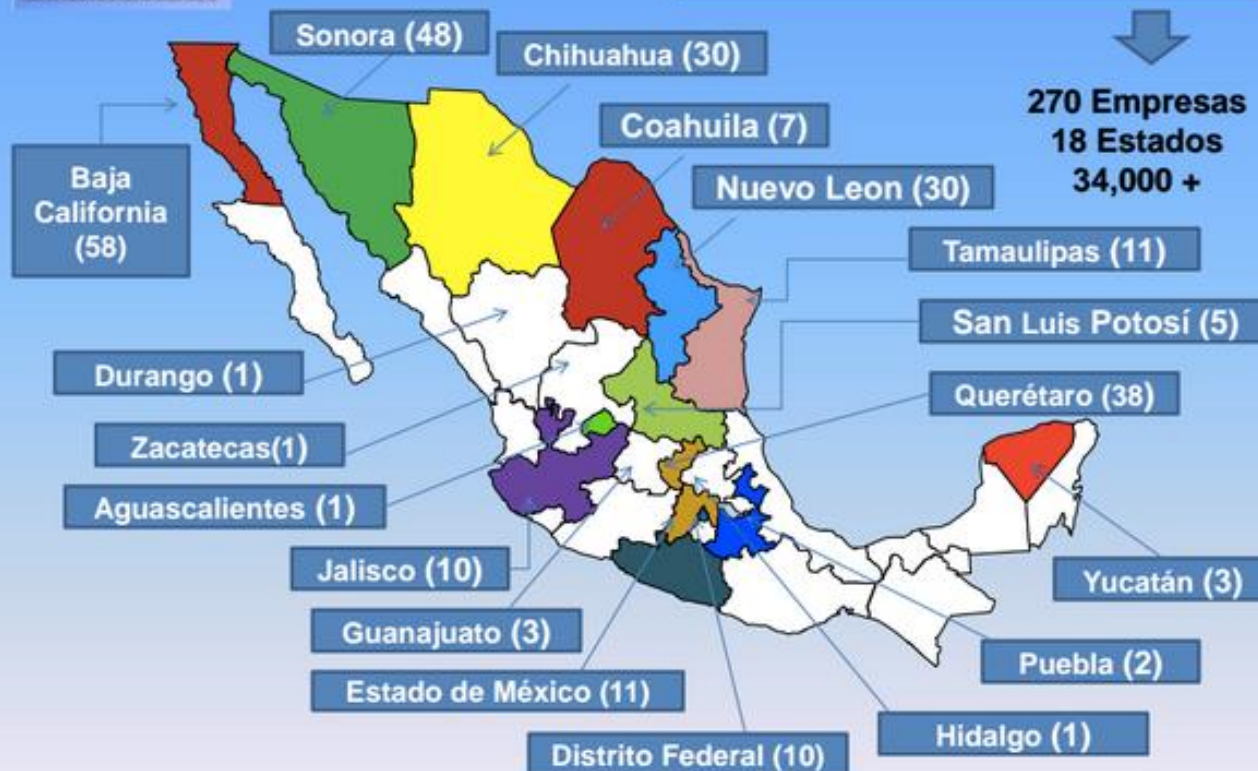 Sonora (48)
Chihuahua (30)
270 Empresas
18 Estados
34,000 +
Coahuila (7)
Baja
California
(58)
Nuevo Leon (30)
Tamaulipas (11)
San Luis Potosí (5)
Durango (1)
Querétaro (38)
Zacatecas(1)
Aguascalientes (1)
Jalisco (10)
Yucatán (3)
Guanajuato (3)
Puebla (2)
Estado de México (11)
Hidalgo (1)
Distrito Federal (10)